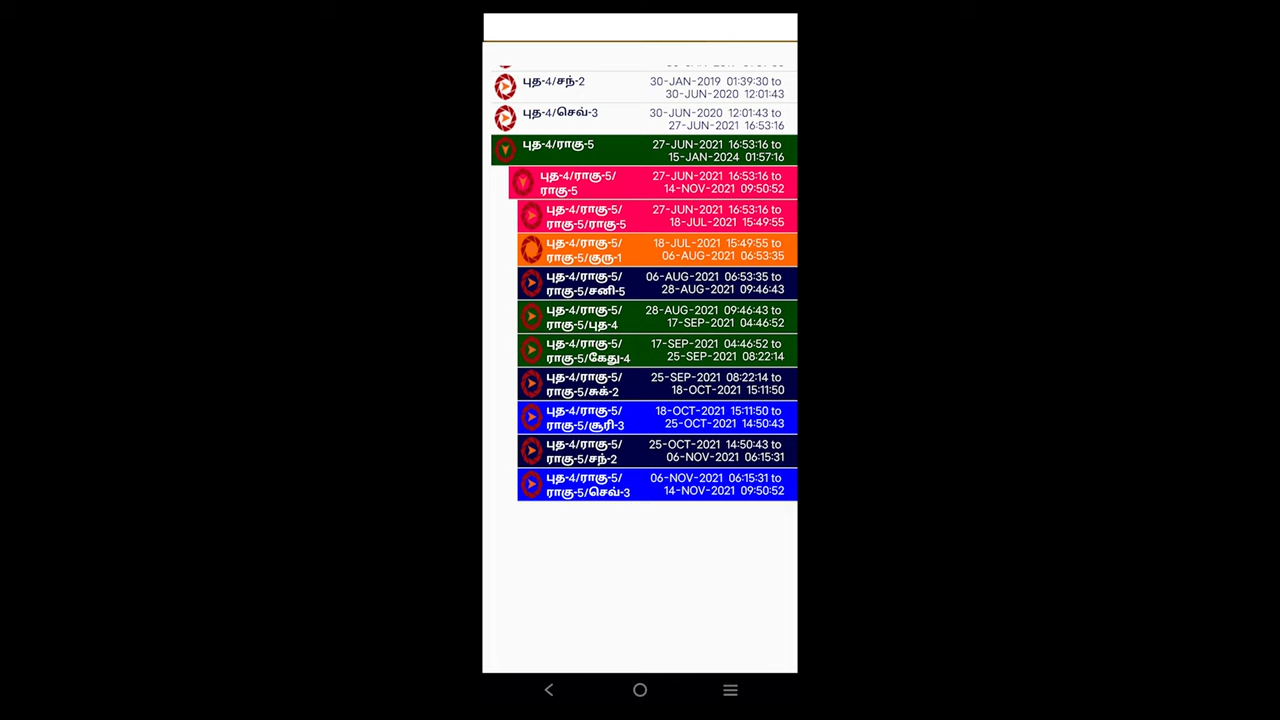 புத-4/சந்-2 30-JAN-2019 01:39:30 to
30-JUN-2020 12:01:43
புத-4/செவ்-3 30-JUN-2020 12:01:43 to
27-JUN-2021 16:53:16
புத-4/ராகு-5 27-JUN-2021 16:53:16 to
15-JAN-2024 01:57:16
புத-4/ராகு-5/ 27-JUN-2021 16:53:16 to
ராகு-5 14-NOV-2021 09:50:52
புத-4/ராகு-5/ 27-JUN-2021 16:53:16 to
ராகு-5/ராகு-5 18-JUL-2021 15:49:55
புத-4/ராகு-5/ 18-JUL-2021 15:49:55 to
ராகு-5/குரு-1 06-AUG-2021 06:53:35
புத-4/ராகு-5/ 06-AUG-2021 06:53:35 to
ராகு-5/சனி-5 28-AUG-2021 09:46:43
புத-4/ராகு-5/ 28-AUG-2021 09:46:43 to
ராகு-5/புத-4 17-SEP-2021 04:46:52
புத-4/ராகு-5/ 17-SEP-2021 04:46:52 to
ராகு-5/கேது-4 25-SEP-2021 08:22:14
புத-4/ராகு-5/ 25-SEP-2021 08:22:14 to
ராகு-5/சுக்-2 18-OCT-2021 15:11:50
புத-4/ராகு-5/ 18-OCT-2021 15:11:50 to
ராகு-5/சூரி-3 25-OCT-2021 14:50:43
புத-4/ராகு-5/ 25-OCT-2021 14:50:43 to
ராகு-5/சந்-2 06-NOV-2021 06:15:31
புத-4/ராகு-5/ 06-NOV-2021 06:15:31 to
ராகு-5/செவ்-3 14-NOV-2021 09:50:52